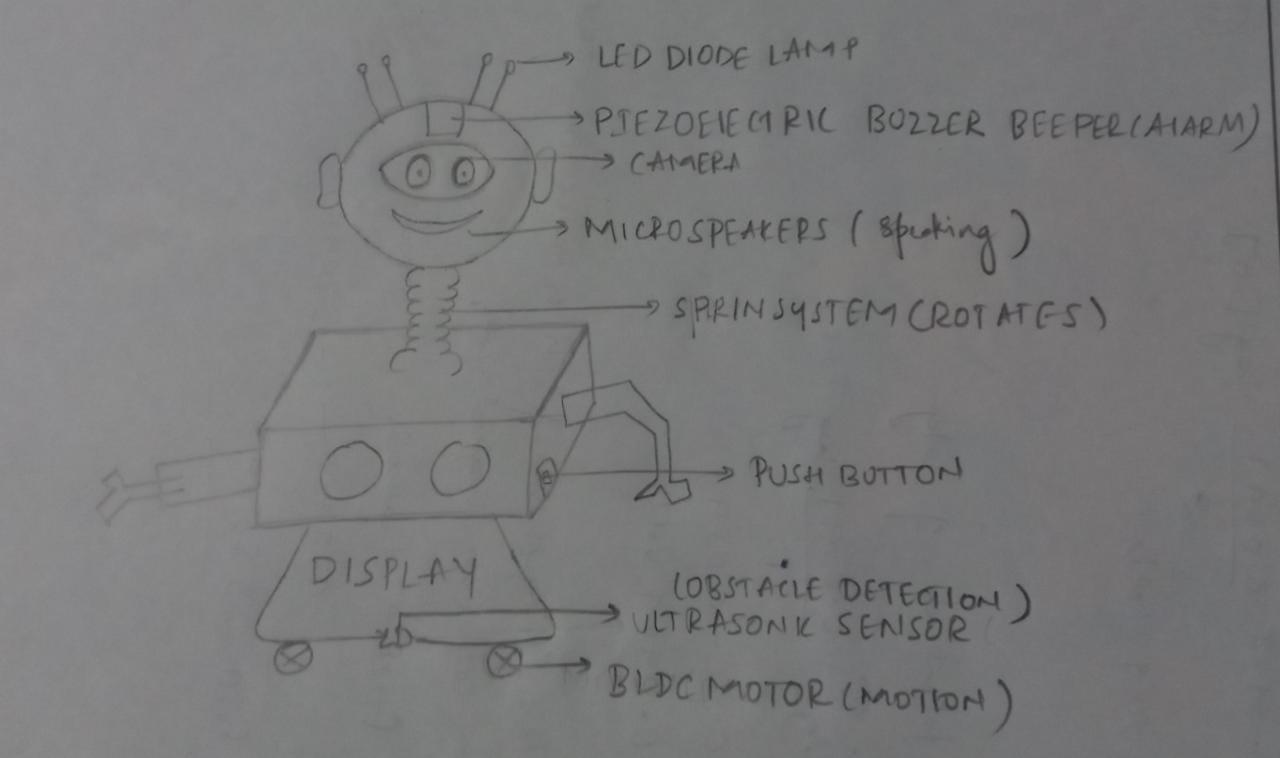 LED DIODE LAMP
PIEZOELECTRIC BUZZER BEEPER (ALARM)
CAMERA
MICROSPEAKERS (Speaking)
SPRINSYSTEM (ROTATES)
PUSH BUTTON
DISPLAY
(OBSTACLE DETECTION)
ULTRASONIC SENSOR
BLDC MOTOR (MOTION)